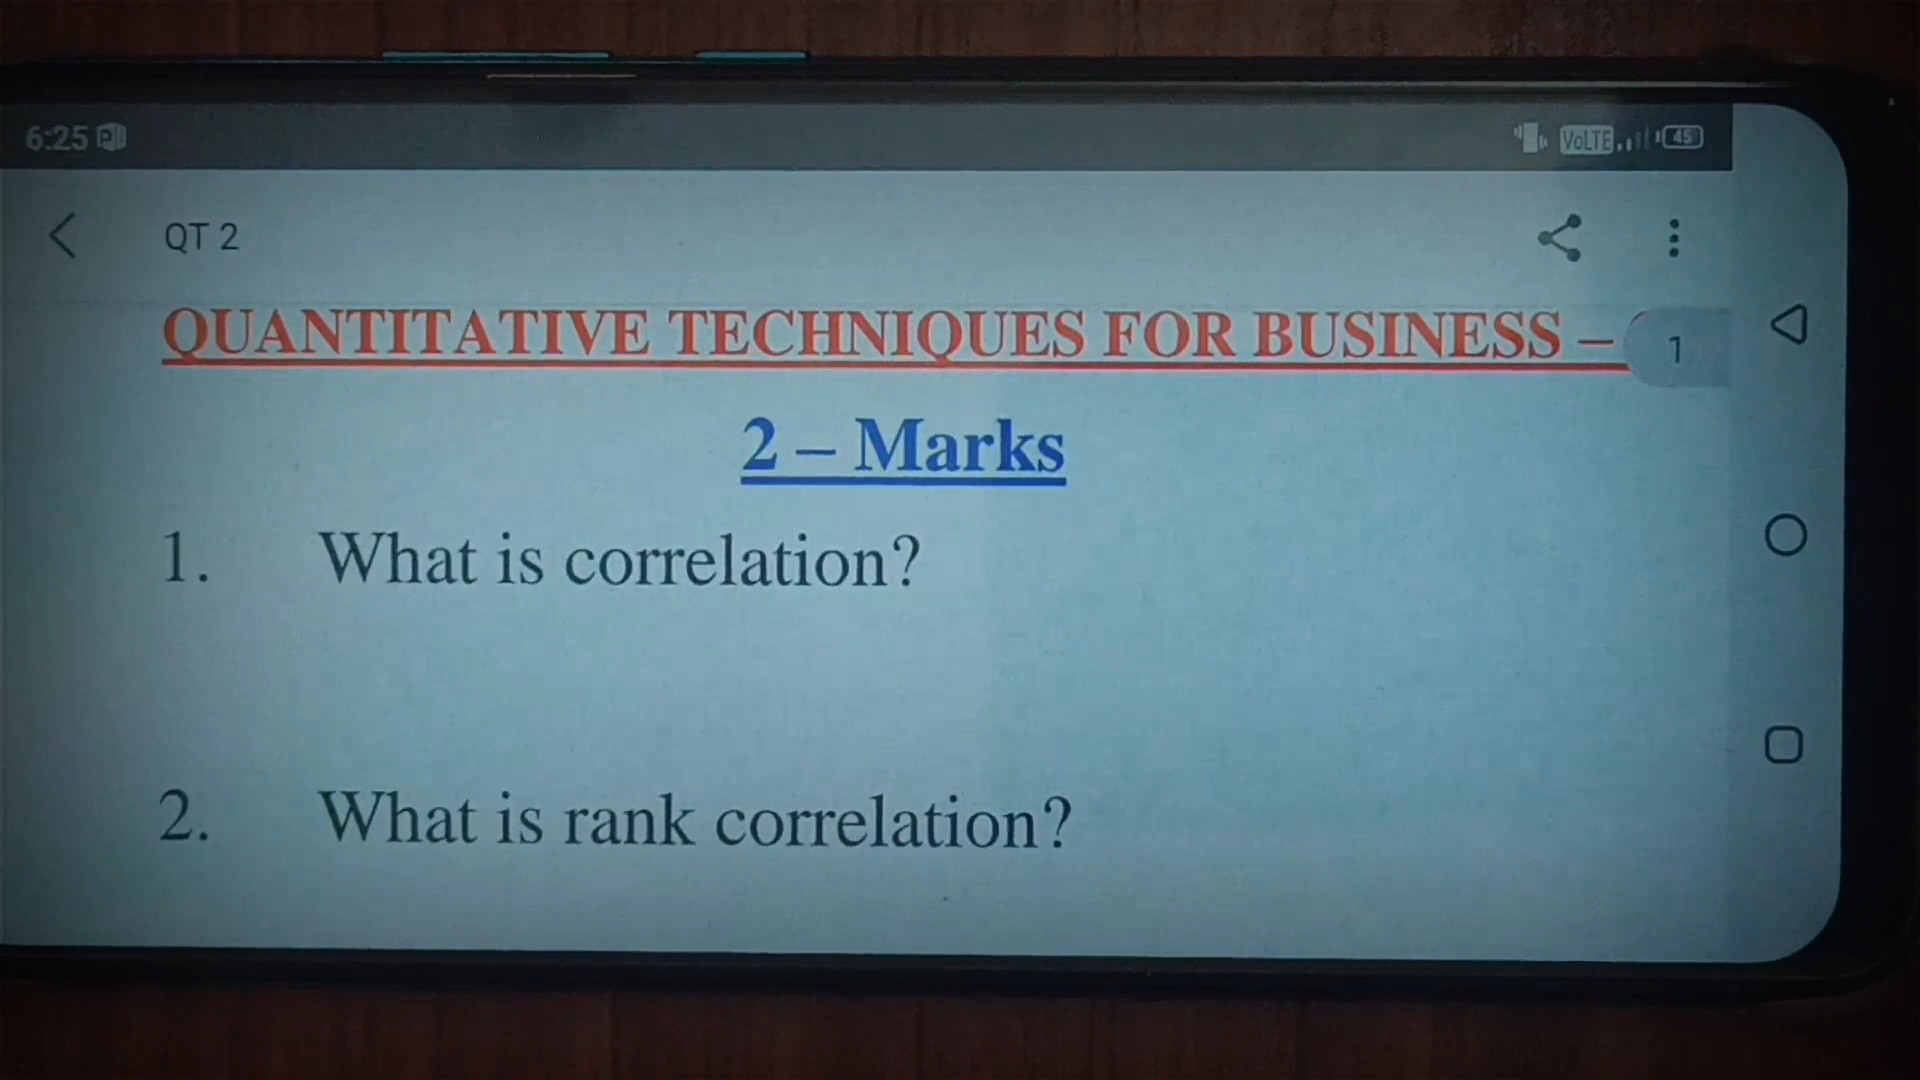 6:25
VoLTE 45
QT 2
QUANTITATIVE TECHNIQUES FOR BUSINESS –
1
2 – Marks
1. What is correlation?
2. What is rank correlation?